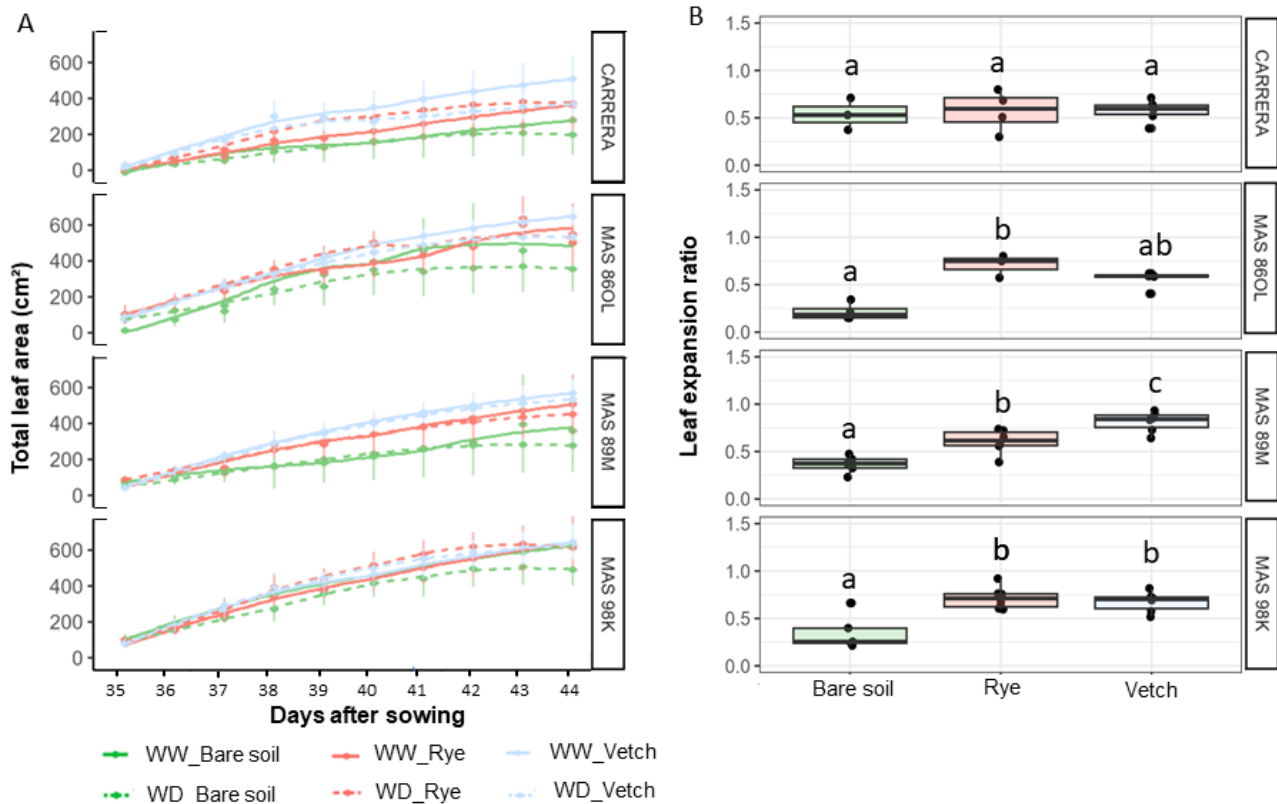 A
Total leaf area (cm²)
600
400
200
0
CARRERA
600
400
200
0
MAS 86OL
600
400
200
0
MAS 89M
600
400
200
0
MAS 98K
35 36 37 38 39 40 41 42 43 44
Days after sowing
WW_Bare soil WW_Rye WW_Vetch
WD_Bare soil WD_Rye WD_Vetch
B
Leaf expansion ratio
1.5
1.0
0.5
0.0
a a a
CARRERA
1.5
1.0
0.5
0.0
a b ab
MAS 86OL
1.5
1.0
0.5
0.0
a b c
MAS 89M
1.5
1.0
0.5
0.0
a b b
MAS 98K
Bare soil Rye Vetch